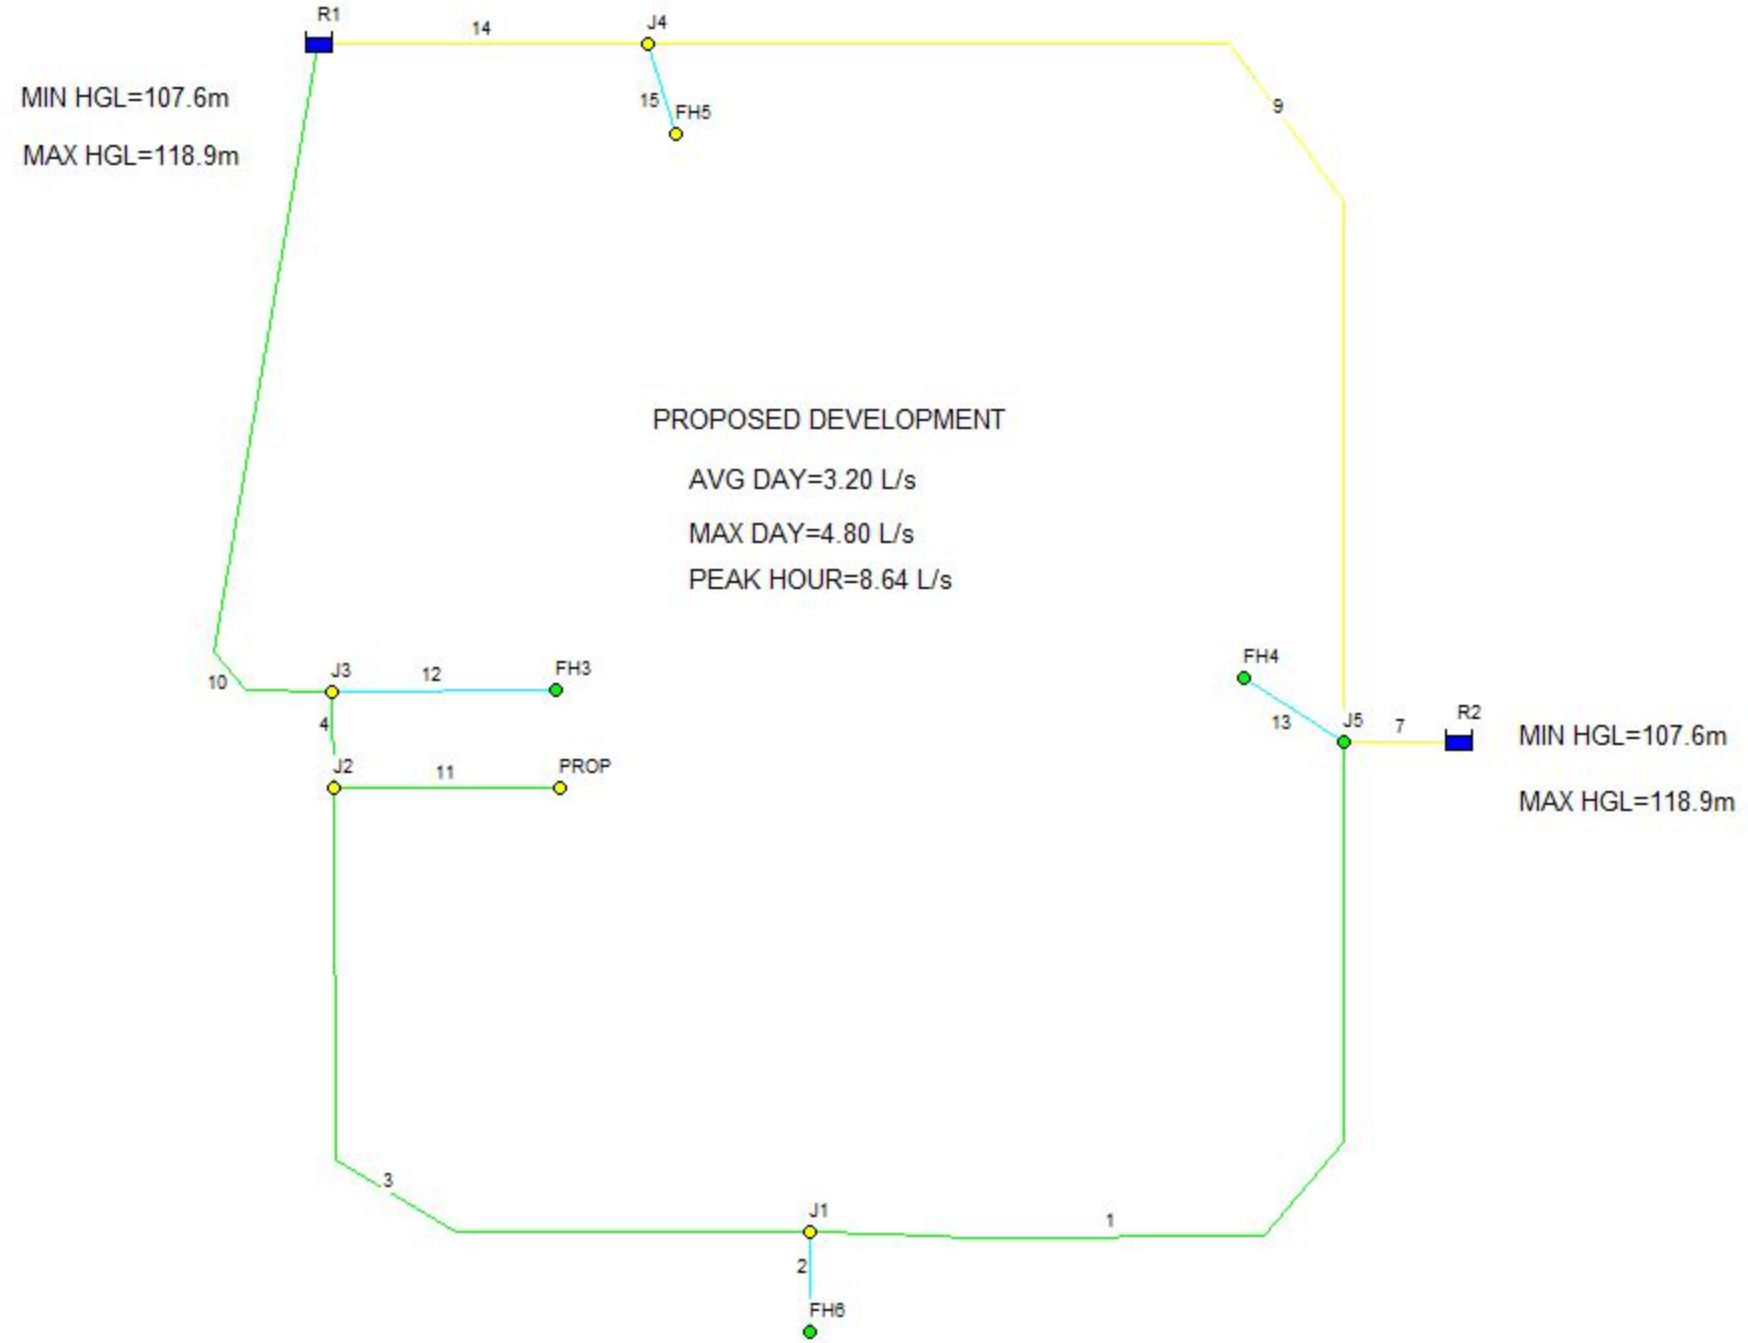 R1
14
J4
MIN HGL=107.6m
15
FH5
9
MAX HGL=118.9m
PROPOSED DEVELOPMENT
AVG DAY=3.20 L/s
MAX DAY=4.80 L/s
PEAK HOUR=8.64 L/s
10
J3
12
FH3
4
J2
11
PROP
FH4
13
J5
7
R2
MIN HGL=107.6m
MAX HGL=118.9m
3
J1
1
2
FH6